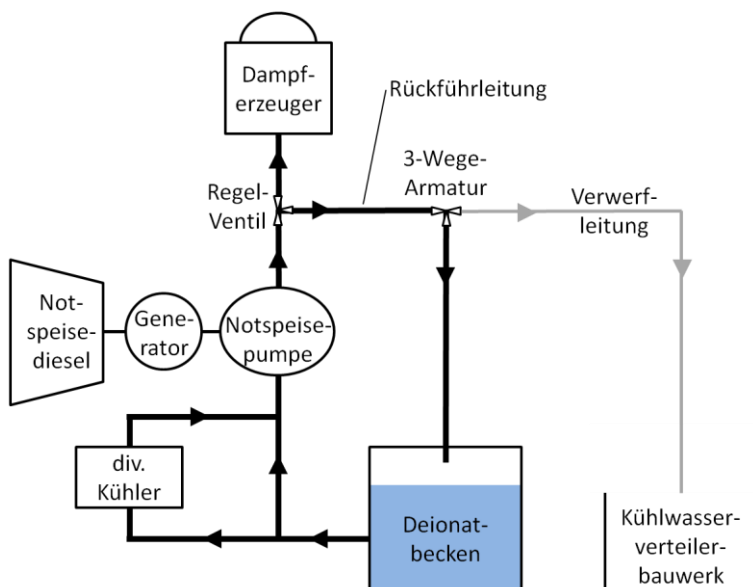 Dampf-
erzeuger
Rückführleitung
3-Wege-
Armatur
Regel-
Ventil
Verwerf-
leitung
Not-
speise-
diesel
Gene-
rator
Notspeise-
pumpe
div.
Kühler
Deionat-
becken
Kühlwasser-
verteiler-
bauwerk